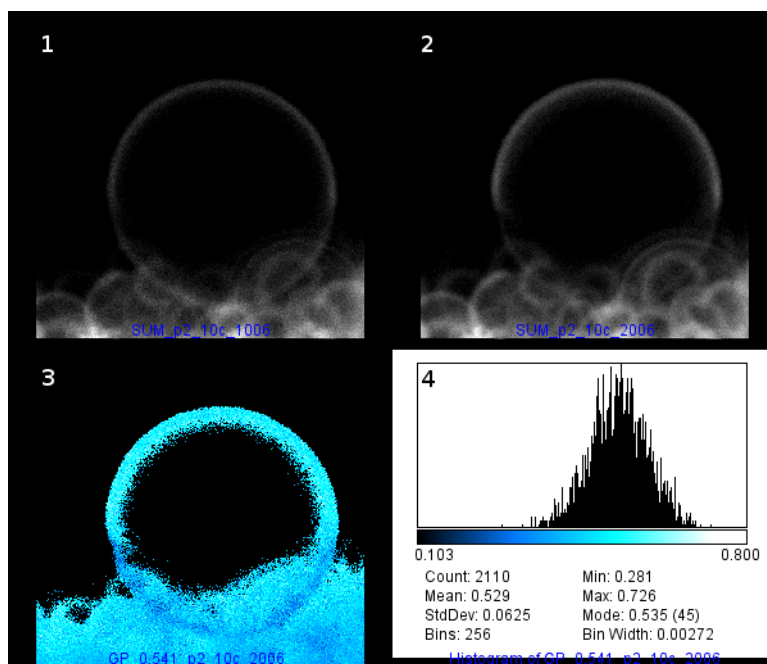 1
2
SUM_p2_10c_1006
SUM_p2_10c_2006
3
4
0.103
0.800
Count: 2110
Min: 0.281
Mean: 0.529
Max: 0.726
StdDev: 0.0625
Mode: 0.535 (45)
Bins: 256
Bin Width: 0.00272
GP_0.541_p2_10c_2006
Histogram of GP_0.541_p2_10c_2006